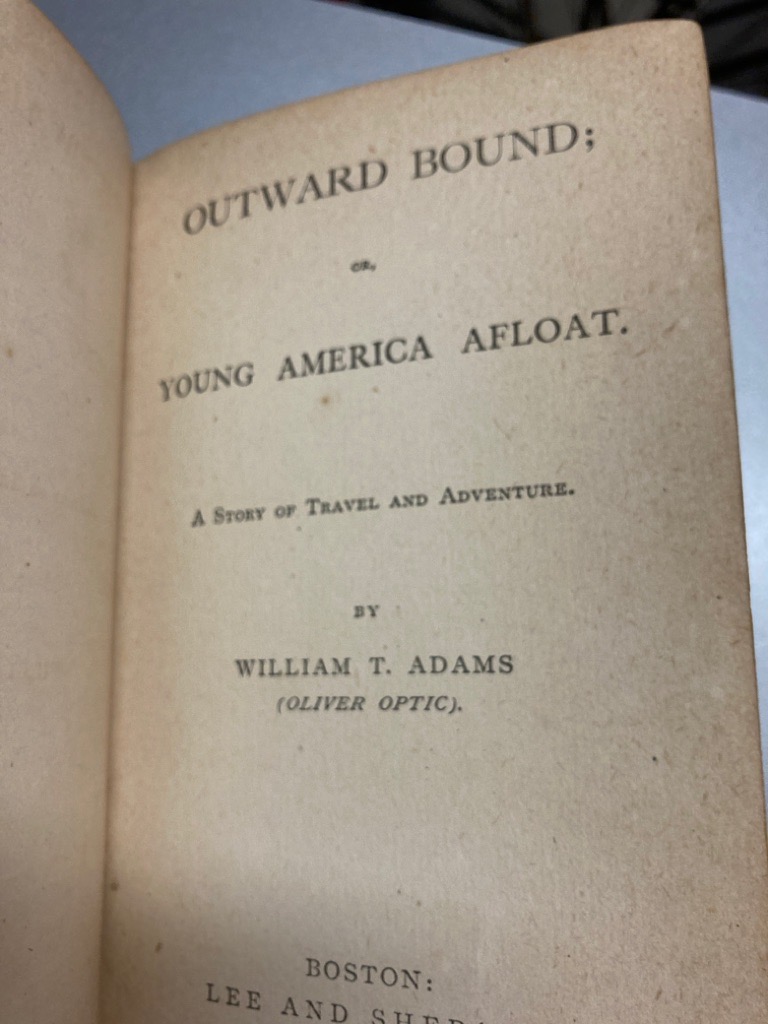 OUTWARD BOUND;
OR,
YOUNG AMERICA AFLOAT.
A STORY OF TRAVEL AND ADVENTURE.
BY
WILLIAM T. ADAMS
(OLIVER OPTIC).
BOSTON:
LEE AND